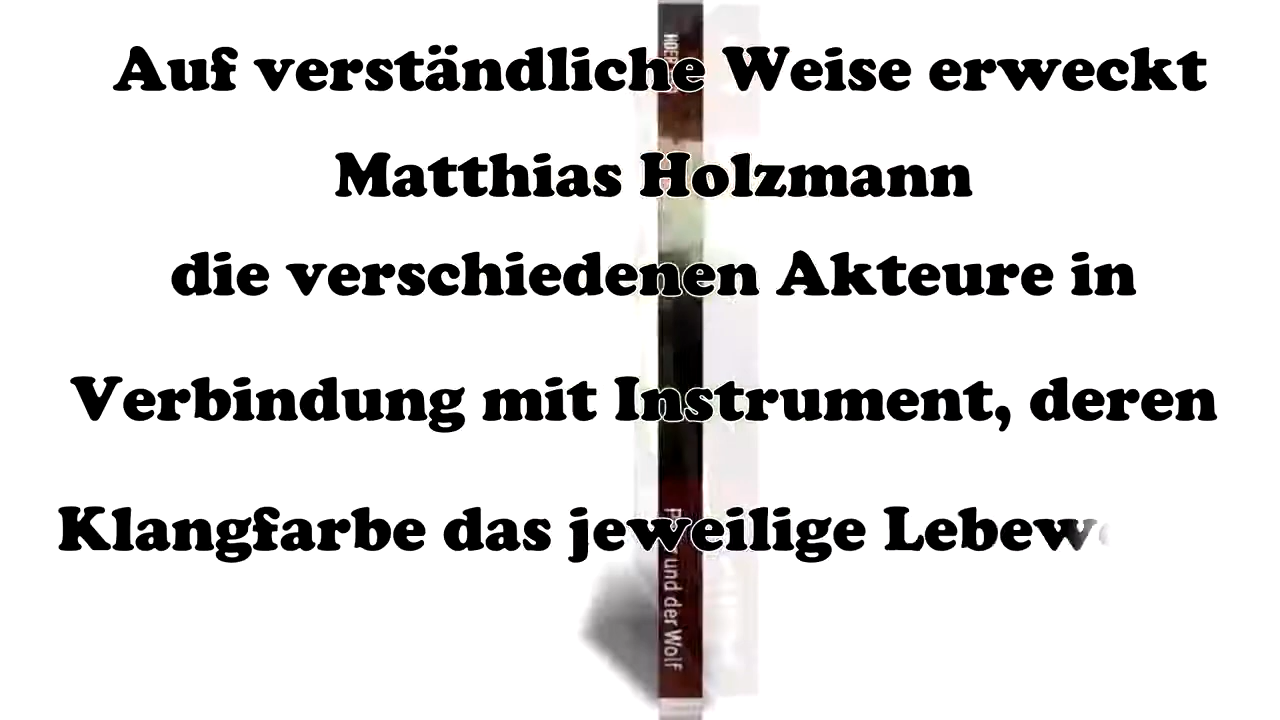 Auf verständliche Weise erweckt
Matthias Holzmann
die verschiedenen Akteure in
Verbindung mit Instrument, deren
Klangfarbe das jeweilige
und der Wolf